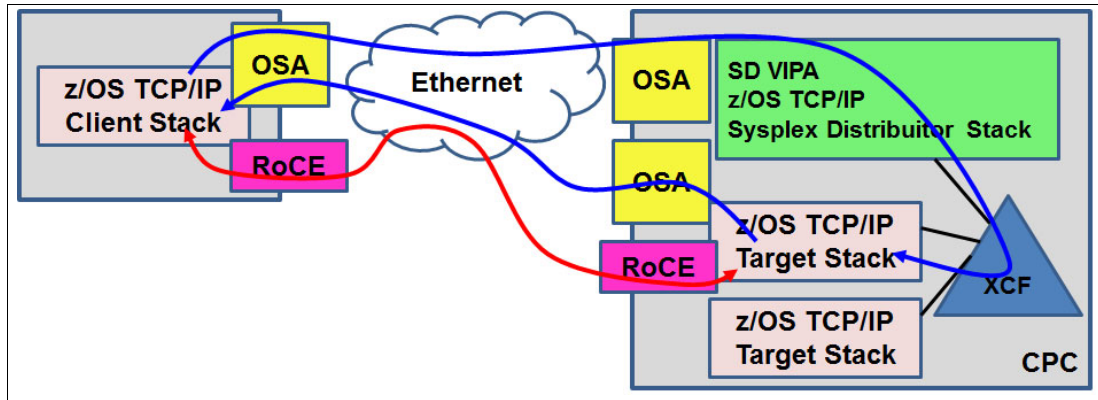 z/OS TCP/IP
Client Stack
OSA
RoCE
Ethernet
OSA
SD VIPA
z/OS TCP/IP
Sysplex Distribuitor Stack
OSA
RoCE
z/OS TCP/IP
Target Stack
z/OS TCP/IP
Target Stack
XCF
CPC